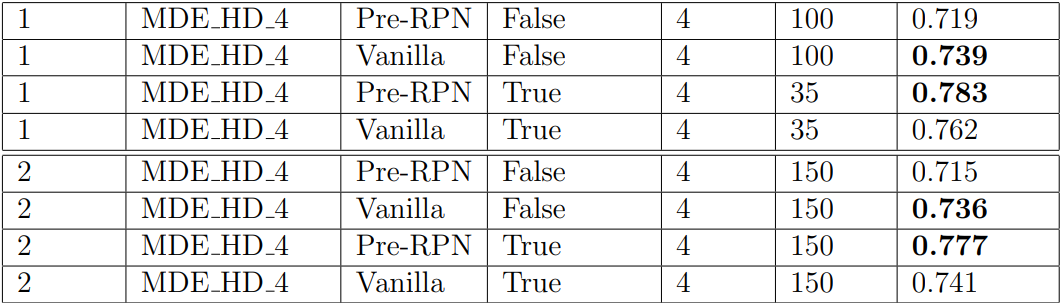 1 MDE_HD_4 Pre-RPN False 4 100 0.719
1 MDE_HD_4 Vanilla False 4 100 0.739
1 MDE_HD_4 Pre-RPN True 4 35 0.783
1 MDE_HD_4 Vanilla True 4 35 0.762
2 MDE_HD_4 Pre-RPN False 4 150 0.715
2 MDE_HD_4 Vanilla False 4 150 0.736
2 MDE_HD_4 Pre-RPN True 4 150 0.777
2 MDE_HD_4 Vanilla True 4 150 0.741